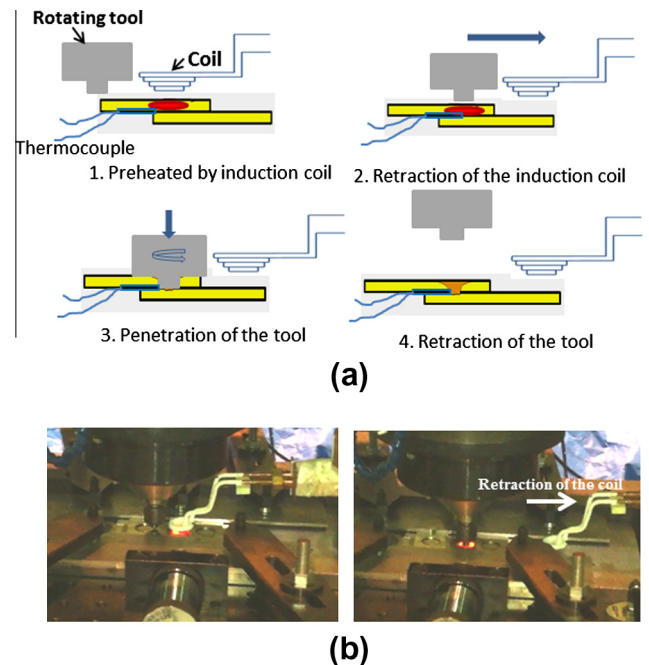 Rotating tool
Coil
Thermocouple
1. Preheated by induction coil
2. Retraction of the induction coil
3. Penetration of the tool
4. Retraction of the tool
(a)
Retraction of the coil
(b)